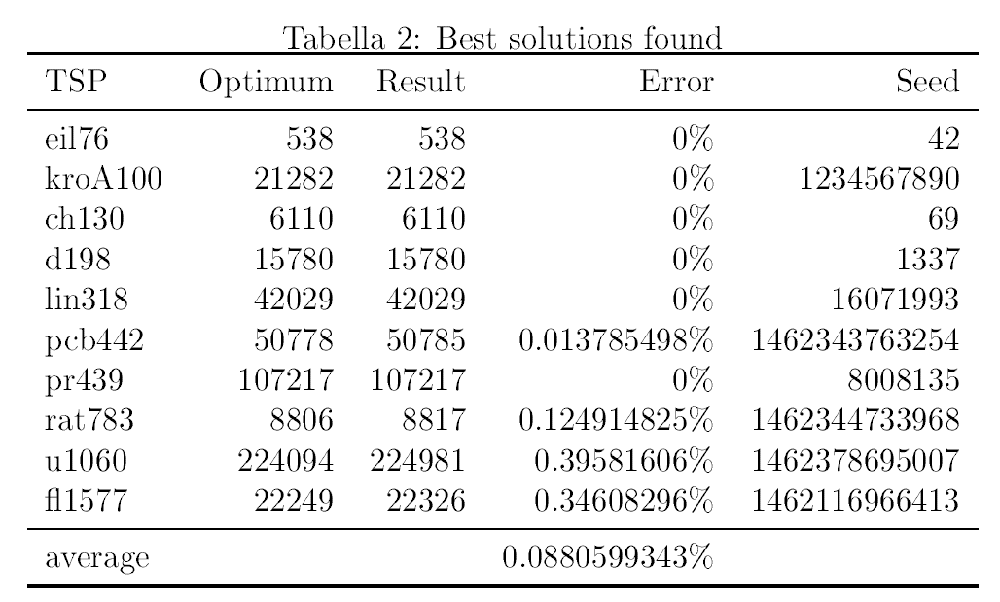 Tabella 2: Best solutions found
TSP Optimum Result Error Seed
eil76 538 538 0% 42
kroA100 21282 21282 0% 1234567890
ch130 6110 6110 0% 69
d198 15780 15780 0% 1337
lin318 42029 42029 0% 16071993
pcb442 50778 50785 0.013785498% 1462343763254
pr439 107217 107217 0% 8008135
rat783 8806 8817 0.124914825% 1462344733968
u1060 224094 224981 0.39581606% 1462378695007
fl1577 22249 22326 0.34608296% 1462116966413
average 0.0880599343%